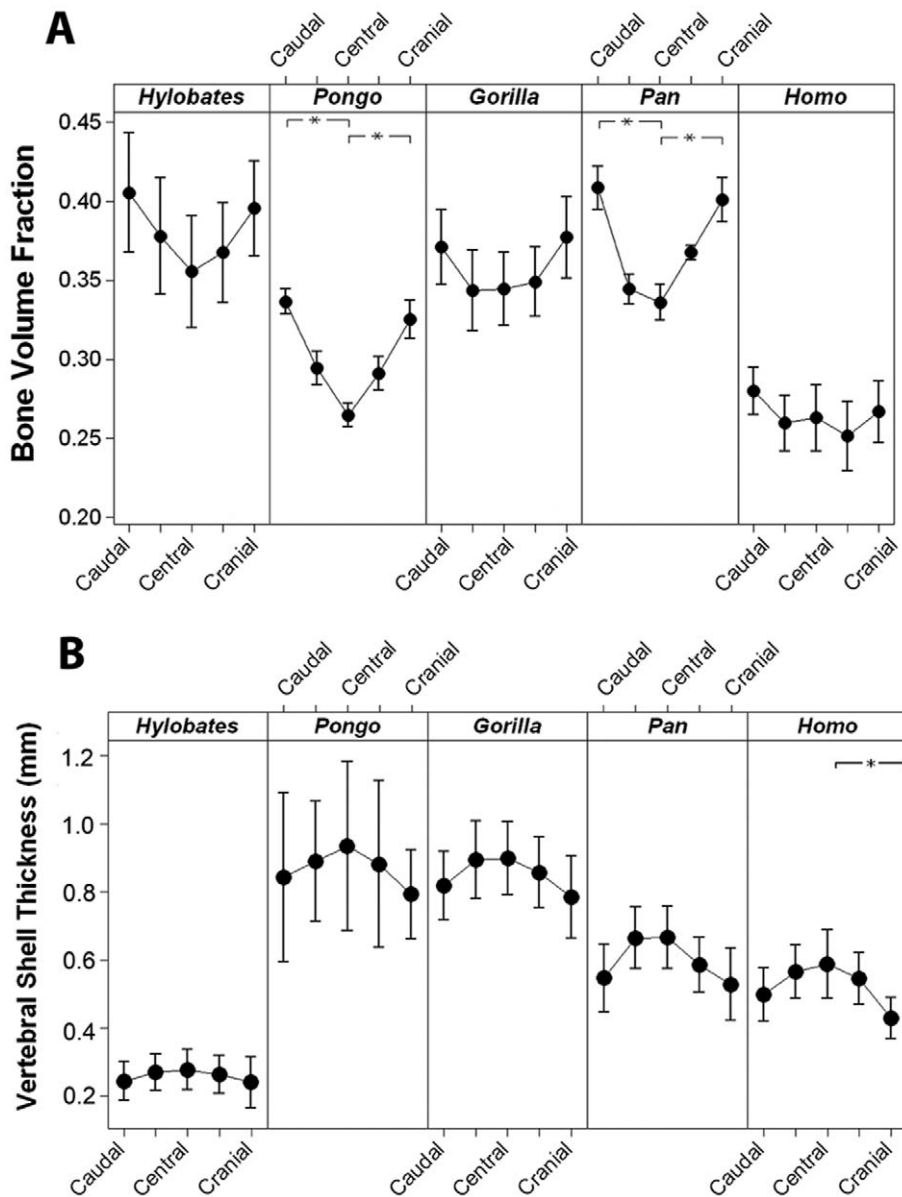 A
Caudal Central Cranial Caudal Central Cranial
Hylobates Pongo Gorilla Pan Homo
Bone Volume Fraction
0.45
0.40
0.35
0.30
0.25
0.20
* * * *
Caudal Central Cranial Caudal Central Cranial Caudal Central Cranial
B
Caudal Central Cranial Caudal Central Cranial
Hylobates Pongo Gorilla Pan Homo
Vertebral Shell Thickness (mm)
1.2
1.0
0.8
0.6
0.4
0.2
*
Caudal Central Cranial Caudal Central Cranial Caudal Central Cranial